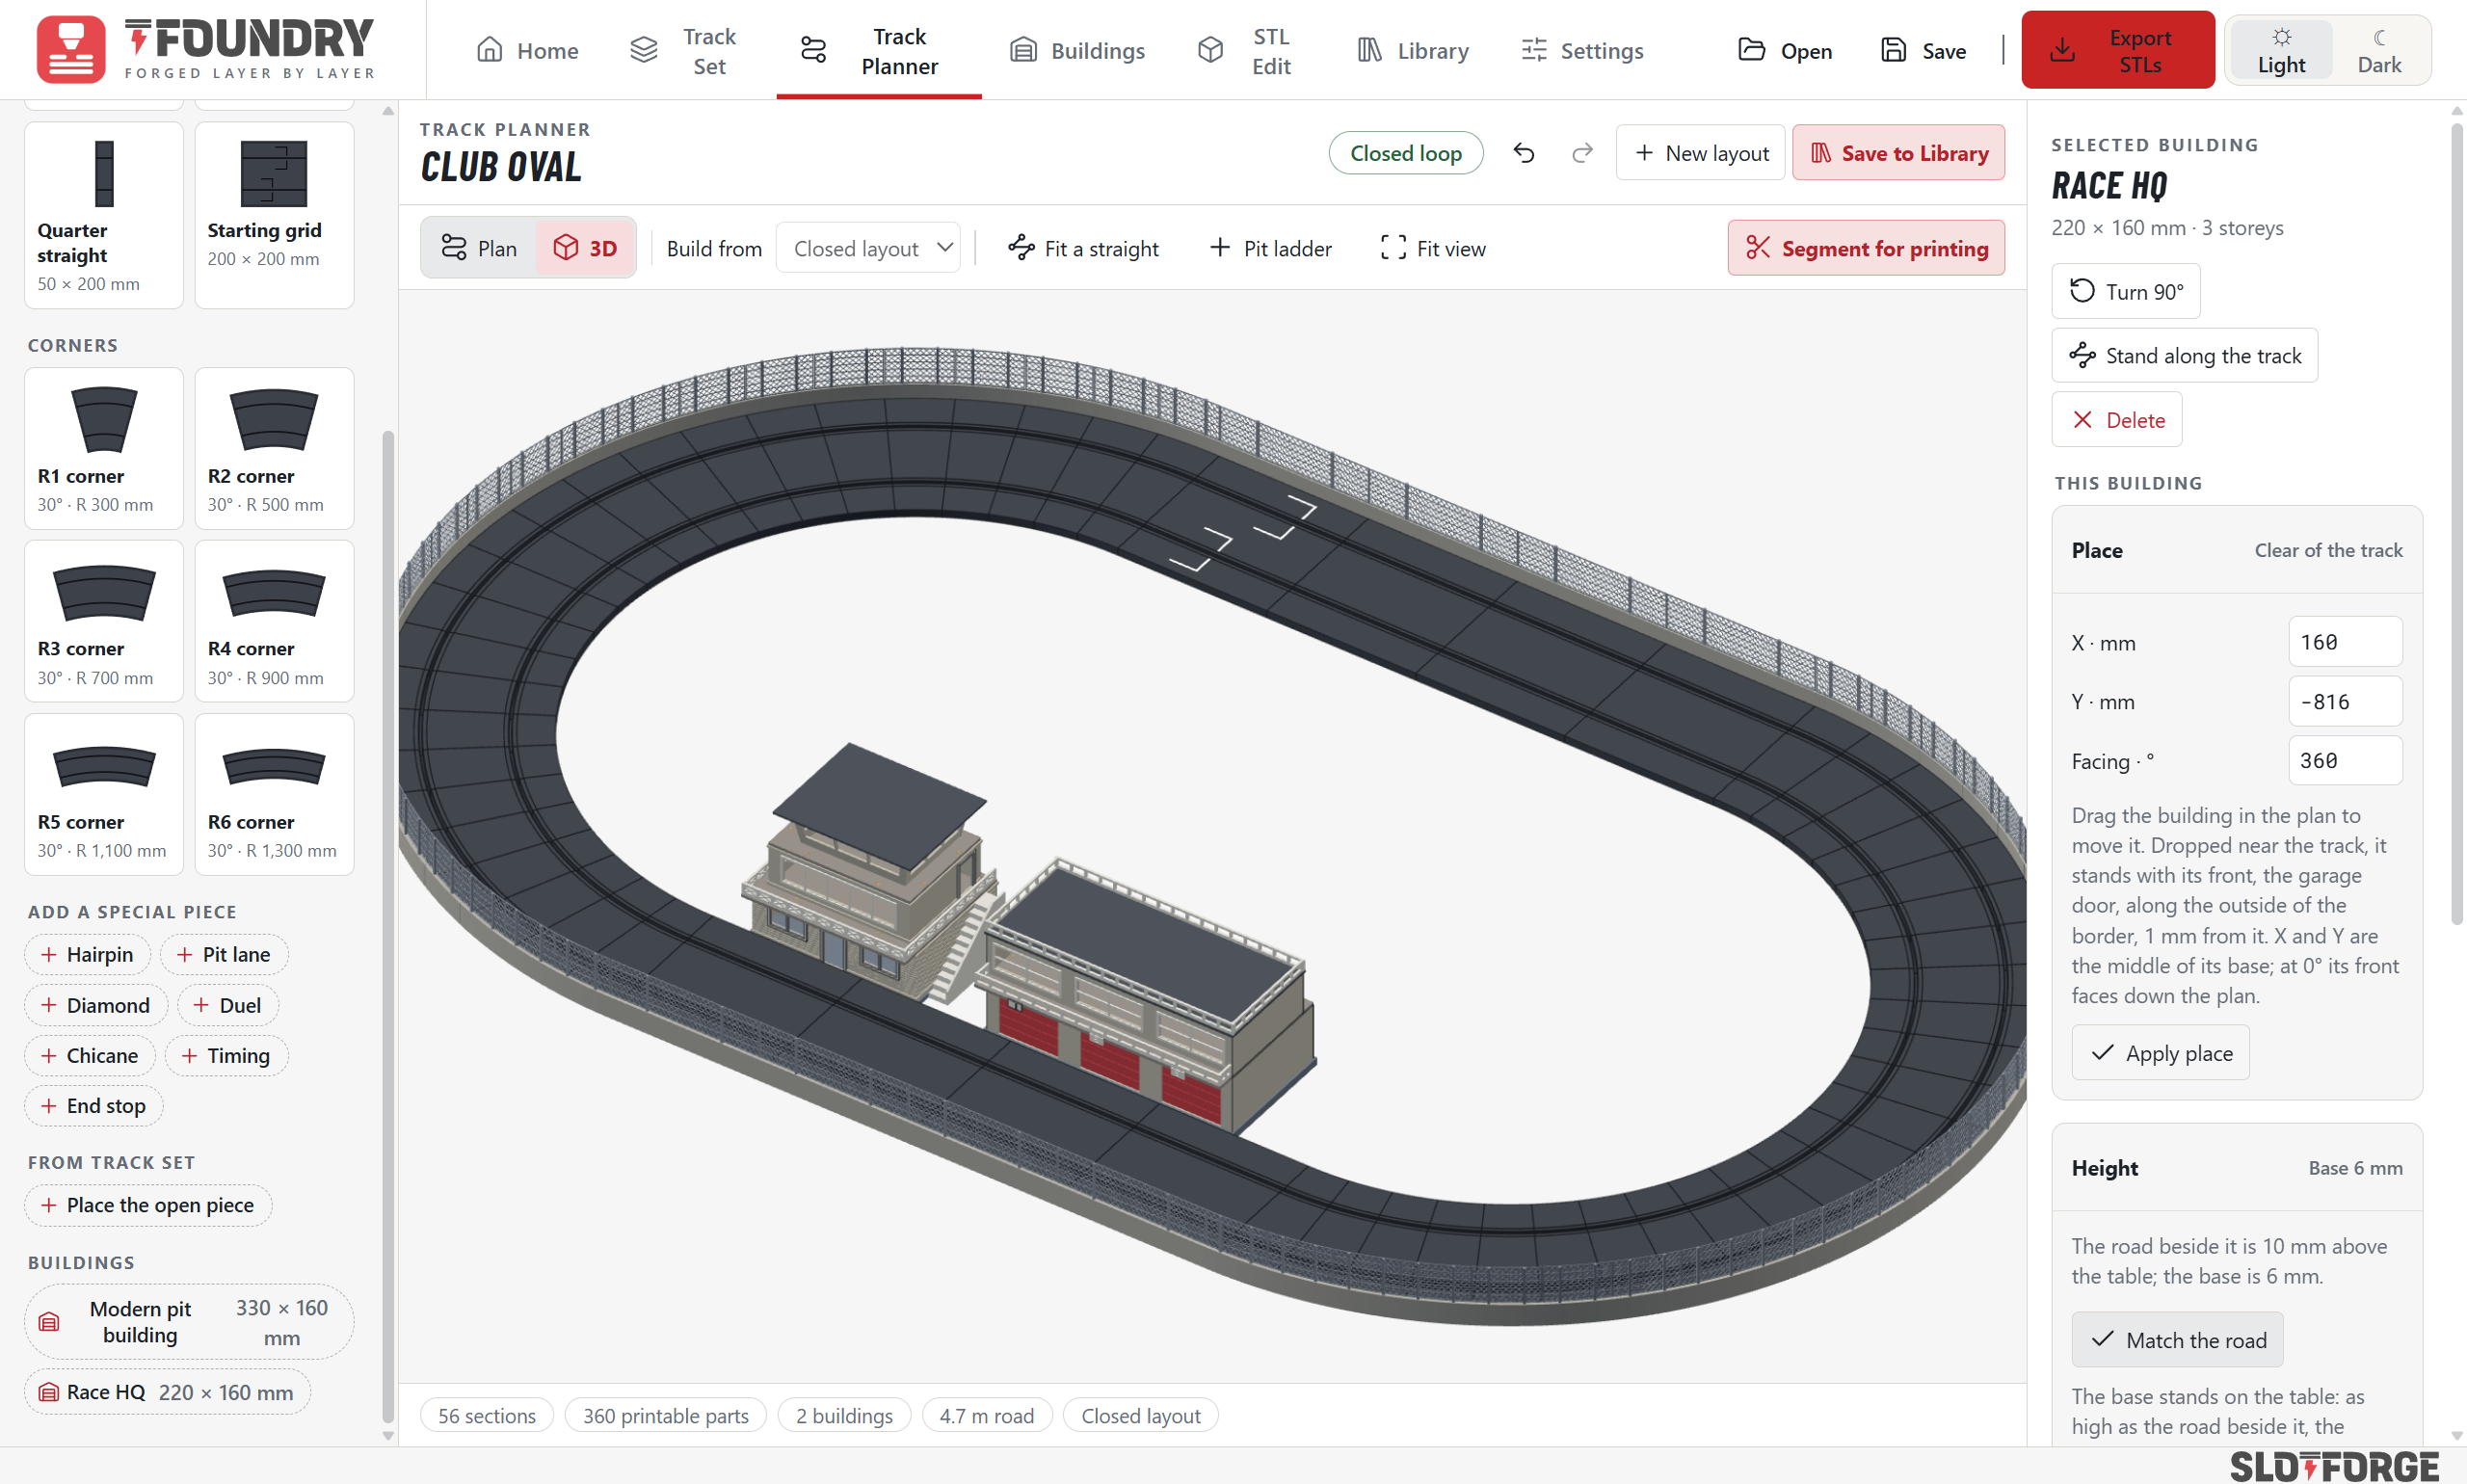 FOUNDRY
FORGED LAYER BY LAYER
Home
Track Set
Track Planner
Buildings
STL Edit
Library
Settings
Open
Save
Export STLs
Light
Dark
Quarter straight
50 × 200 mm
Starting grid
200 × 200 mm
CORNERS
R1 corner
30° · R 300 mm
R2 corner
30° · R 500 mm
R3 corner
30° · R 700 mm
R4 corner
30° · R 900 mm
R5 corner
30° · R 1,100 mm
R6 corner
30° · R 1,300 mm
ADD A SPECIAL PIECE
+ Hairpin
+ Pit lane
+ Diamond
+ Duel
+ Chicane
+ Timing
+ End stop
FROM TRACK SET
+ Place the open piece
BUILDINGS
Modern pit building
330 × 160 mm
Race HQ 220 × 160 mm
TRACK PLANNER
CLUB OVAL
Closed loop
+ New layout
Save to Library
Plan
3D
Build from
Closed layout
Fit a straight
+ Pit ladder
Fit view
Segment for printing
56 sections
360 printable parts
2 buildings
4.7 m road
Closed layout
SELECTED BUILDING
RACE HQ
220 × 160 mm · 3 storeys
Turn 90°
Stand along the track
Delete
THIS BUILDING
Place
Clear of the track
X · mm
160
Y · mm
-816
Facing · °
360
Drag the building in the plan to
move it. Dropped near the track, it
stands with its front, the garage
door, along the outside of the
border, 1 mm from it. X and Y are
the middle of its base; at 0° its front
faces down the plan.
Apply place
Height
Base 6 mm
The road beside it is 10 mm above
the table; the base is 6 mm.
Match the road
The base stands on the table: as
high as the road beside it, the
SLOTFORGE